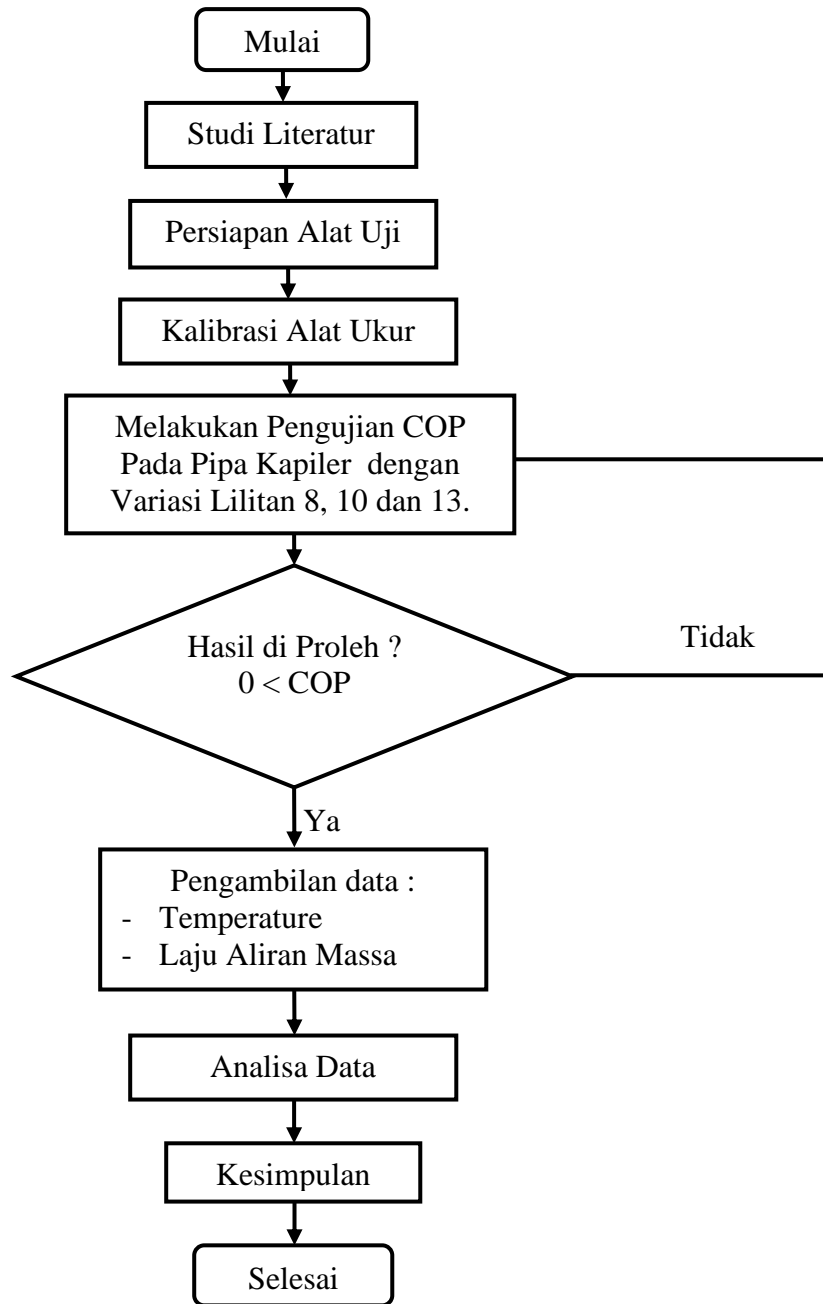 Mulai
Studi Literatur
Persiapan Alat Uji
Kalibrasi Alat Ukur
Melakukan Pengujian COP
Pada Pipa Kapiler dengan
Variasi Lilitan 8, 10 dan 13.
Hasil di Proleh ?
0 < COP
Tidak
Ya
Pengambilan data :
- Temperature
- Laju Aliran Massa
Analisa Data
Kesimpulan
Selesai